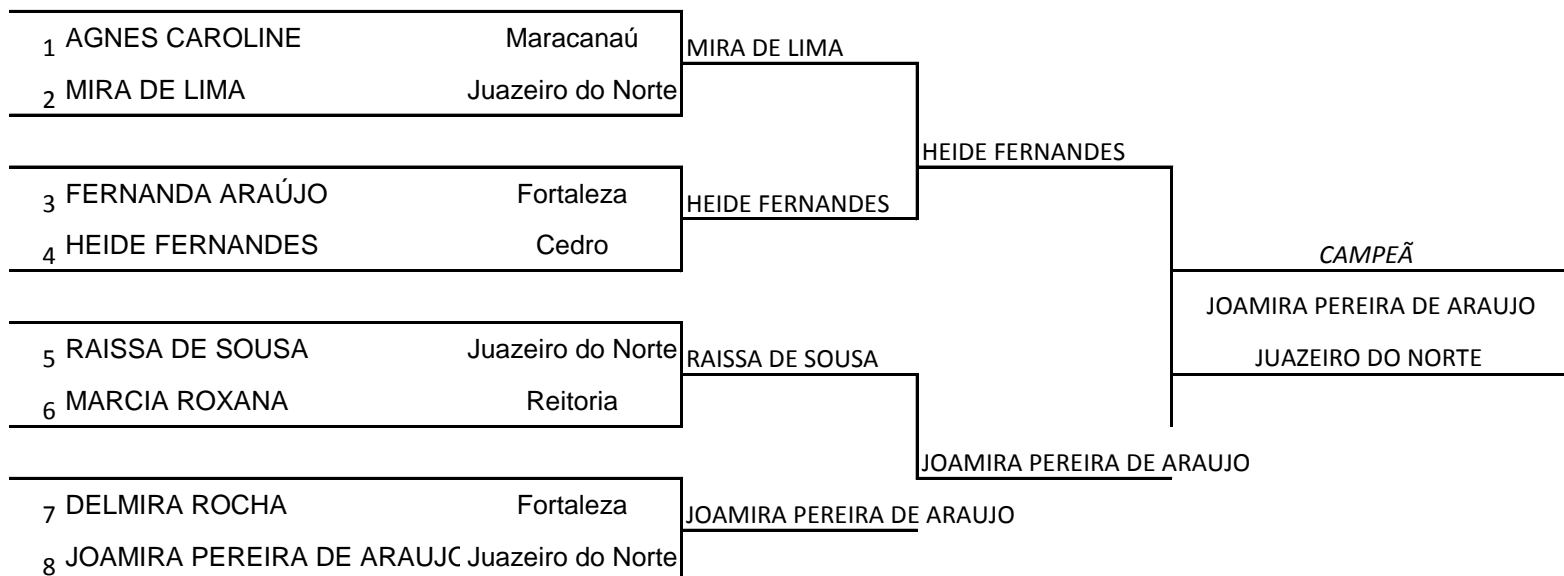 1 AGNES CAROLINE Maracanaú
MIRA DE LIMA
2 MIRA DE LIMA Juazeiro do Norte
HEIDE FERNANDES
3 FERNANDA ARAÚJO Fortaleza
HEIDE FERNANDES
4 HEIDE FERNANDES Cedro
CAMPEÃ
JOAMIRA PEREIRA DE ARAUJO
5 RAISSA DE SOUSA Juazeiro do Norte
RAISSA DE SOUSA
JUAZEIRO DO NORTE
6 MARCIA ROXANA Reitoria
JOAMIRA PEREIRA DE ARAUJO
7 DELMIRA ROCHA Fortaleza
JOAMIRA PEREIRA DE ARAUJO
8 JOAMIRA PEREIRA DE ARAUJO Juazeiro do Norte